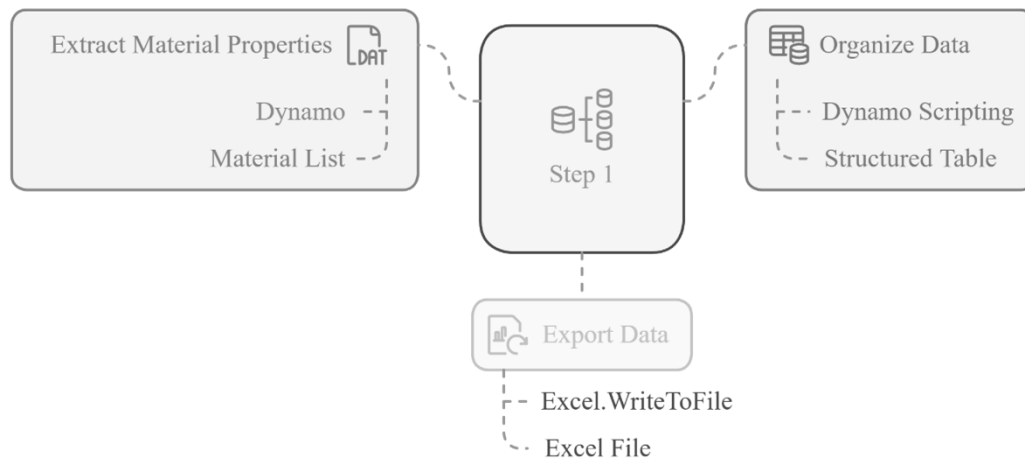 Extract Material Properties
DAT
Dynamo
Material List
Step 1
Organize Data
Dynamo Scripting
Structured Table
Export Data
Excel.WriteToFile
Excel File